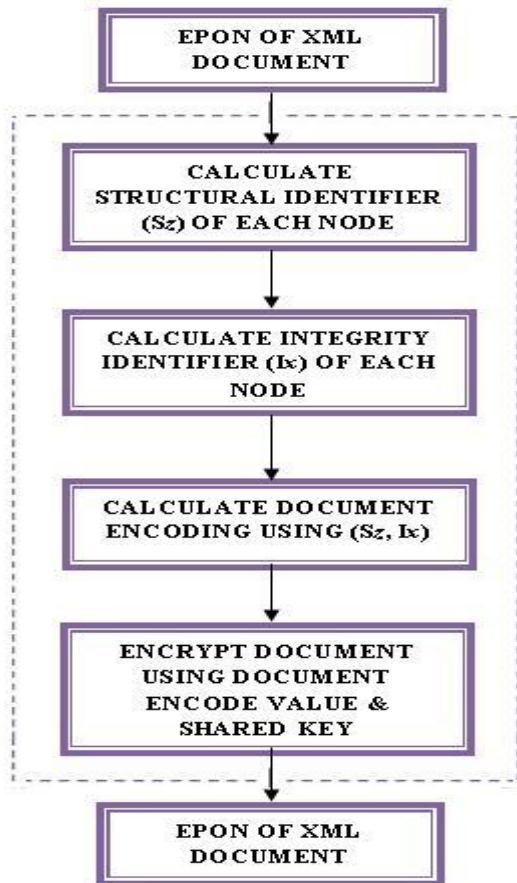 EPON OF XML
DOCUMENT
CALCULATE
STRUCTURAL IDENTIFIER
(Sz) OF EACH NODE
CALCULATE INTEGRITY
IDENTIFIER (Ix) OF EACH
NODE
CALCULATE DOCUMENT
ENCODING USING (Sz, Ix)
ENCRYPT DOCUMENT
USING DOCUMENT
ENCODE VALUE &
SHARED KEY
EPON OF XML
DOCUMENT